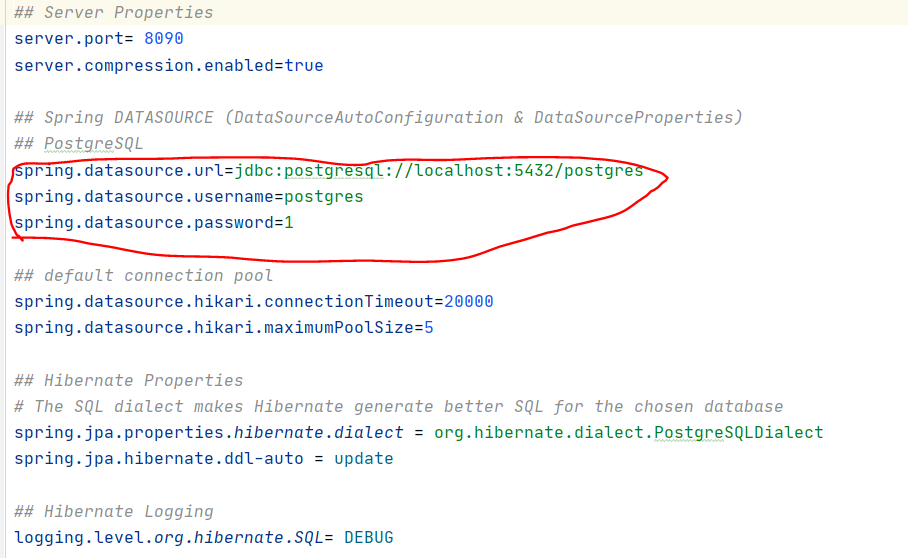 ## Server Properties
server.port= 8090
server.compression.enabled=true
## Spring DATASOURCE (DataSourceAutoConfiguration & DataSourceProperties)
## PostgreSQL
spring.datasource.url=jdbc:postgresql://localhost:5432/postgres
spring.datasource.username=postgres
spring.datasource.password=1
## default connection pool
spring.datasource.hikari.connectionTimeout=20000
spring.datasource.hikari.maximumPoolSize=5
## Hibernate Properties
# The SQL dialect makes Hibernate generate better SQL for the chosen database
spring.jpa.properties.hibernate.dialect = org.hibernate.dialect.PostgreSQLDialect
spring.jpa.hibernate.ddl-auto = update
## Hibernate Logging
logging.level.org.hibernate.SQL= DEBUG